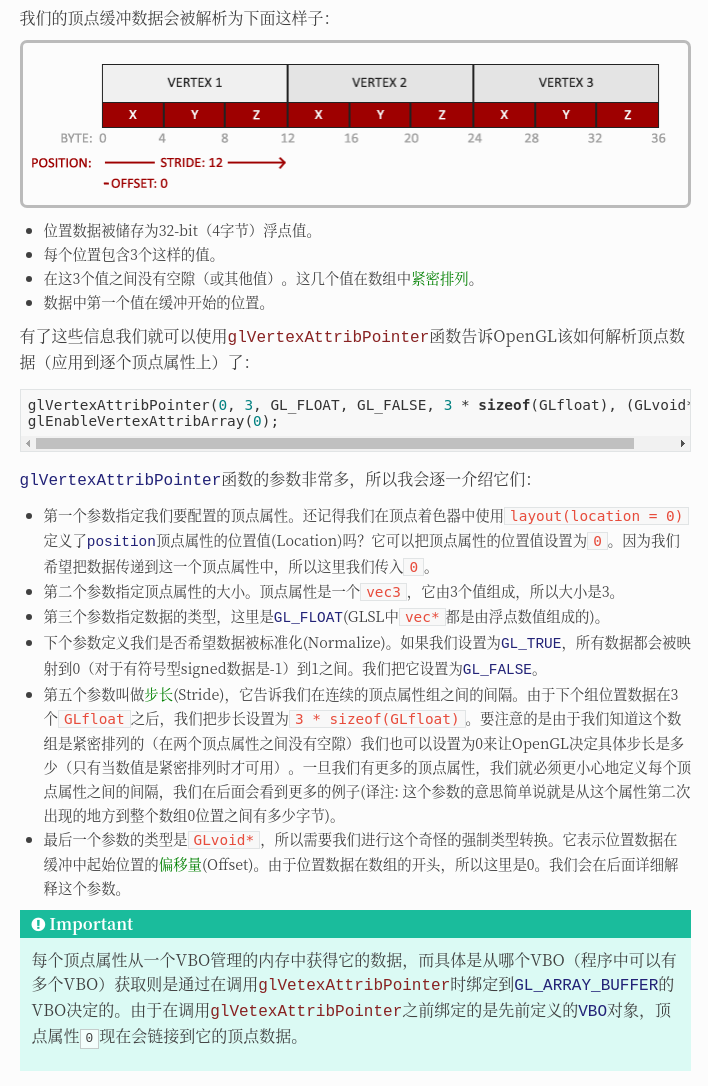 我们的顶点缓冲数据会被解析为下面这样子：
VERTEX 1 VERTEX 2 VERTEX 3
X Y Z X Y Z X Y Z
BYTE: 0 4 8 12 16 20 24 28 32 36
POSITION: STRIDE: 12
OFFSET: 0
位置数据被储存为32-bit（4字节）浮点值。
每个位置包含3个这样的值。
在这3个值之间没有空隙（或其他值）。这几个值在数组中紧密排列。
数据中第一个值在缓冲开始的位置。
有了这些信息我们就可以使用glVertexAttribPointer函数告诉OpenGL该如何解析顶点数
据（应用到逐个顶点属性上）了：
glVertexAttribPointer(0, 3, GL_FLOAT, GL_FALSE, 3 * sizeof(GLfloat), (GLvoid*
glEnableVertexAttribArray(0);
glVertexAttribPointer函数的参数非常多，所以我会逐一介绍它们：
第一个参数指定我们要配置的顶点属性。还记得我们在顶点着色器中使用layout(location = 0)
定义了position顶点属性的位置值(Location)吗？它可以把顶点属性的位置值设置为0。因为我们
希望把数据传递到这一个顶点属性中，所以这里我们传入0。
第二个参数指定顶点属性的大小。顶点属性是一个vec3，它由3个值组成，所以大小是3。
第三个参数指定数据的类型，这里是GL_FLOAT(GLSL中vec*都是由浮点数值组成的)。
下个参数定义我们是否希望数据被标准化(Normalize)。如果我们设置为GL_TRUE，所有数据都会被映
射到0（对于有符号型signed数据是-1）到1之间。我们把它设置为GL_FALSE。
第五个参数叫做步长(Stride)，它告诉我们在连续的顶点属性组之间的间隔。由于下个组位置数据在3
个GLfloat之后，我们把步长设置为3 * sizeof(GLfloat)。要注意的是由于我们知道这个数
组是紧密排列的（在两个顶点属性之间没有空隙）我们也可以设置为0来让OpenGL决定具体步长是多
少（只有当数值是紧密排列时才可用）。一旦我们有更多的顶点属性，我们就必须更小心地定义每个顶
点属性之间的间隔，我们在后面会看到更多的例子(译注: 这个参数的意思简单说就是从这个属性第二次
出现的地方到整个数组0位置之间有多少字节)。
最后一个参数的类型是GLvoid*，所以需要我们进行这个奇怪的强制类型转换。它表示位置数据在
缓冲中起始位置的偏移量(Offset)。由于位置数据在数组的开头，所以这里是0。我们会在后面详细解
释这个参数。
Important
每个顶点属性从一个VBO管理的内存中获得它的数据，而具体是从哪个VBO（程序中可以有
多个VBO）获取则是通过在调用glVetexAttribPointer时绑定到GL_ARRAY_BUFFER的
VBO决定的。由于在调用glVetexAttribPointer之前绑定的是先前定义的VBO对象，顶
点属性0现在会链接到它的顶点数据。